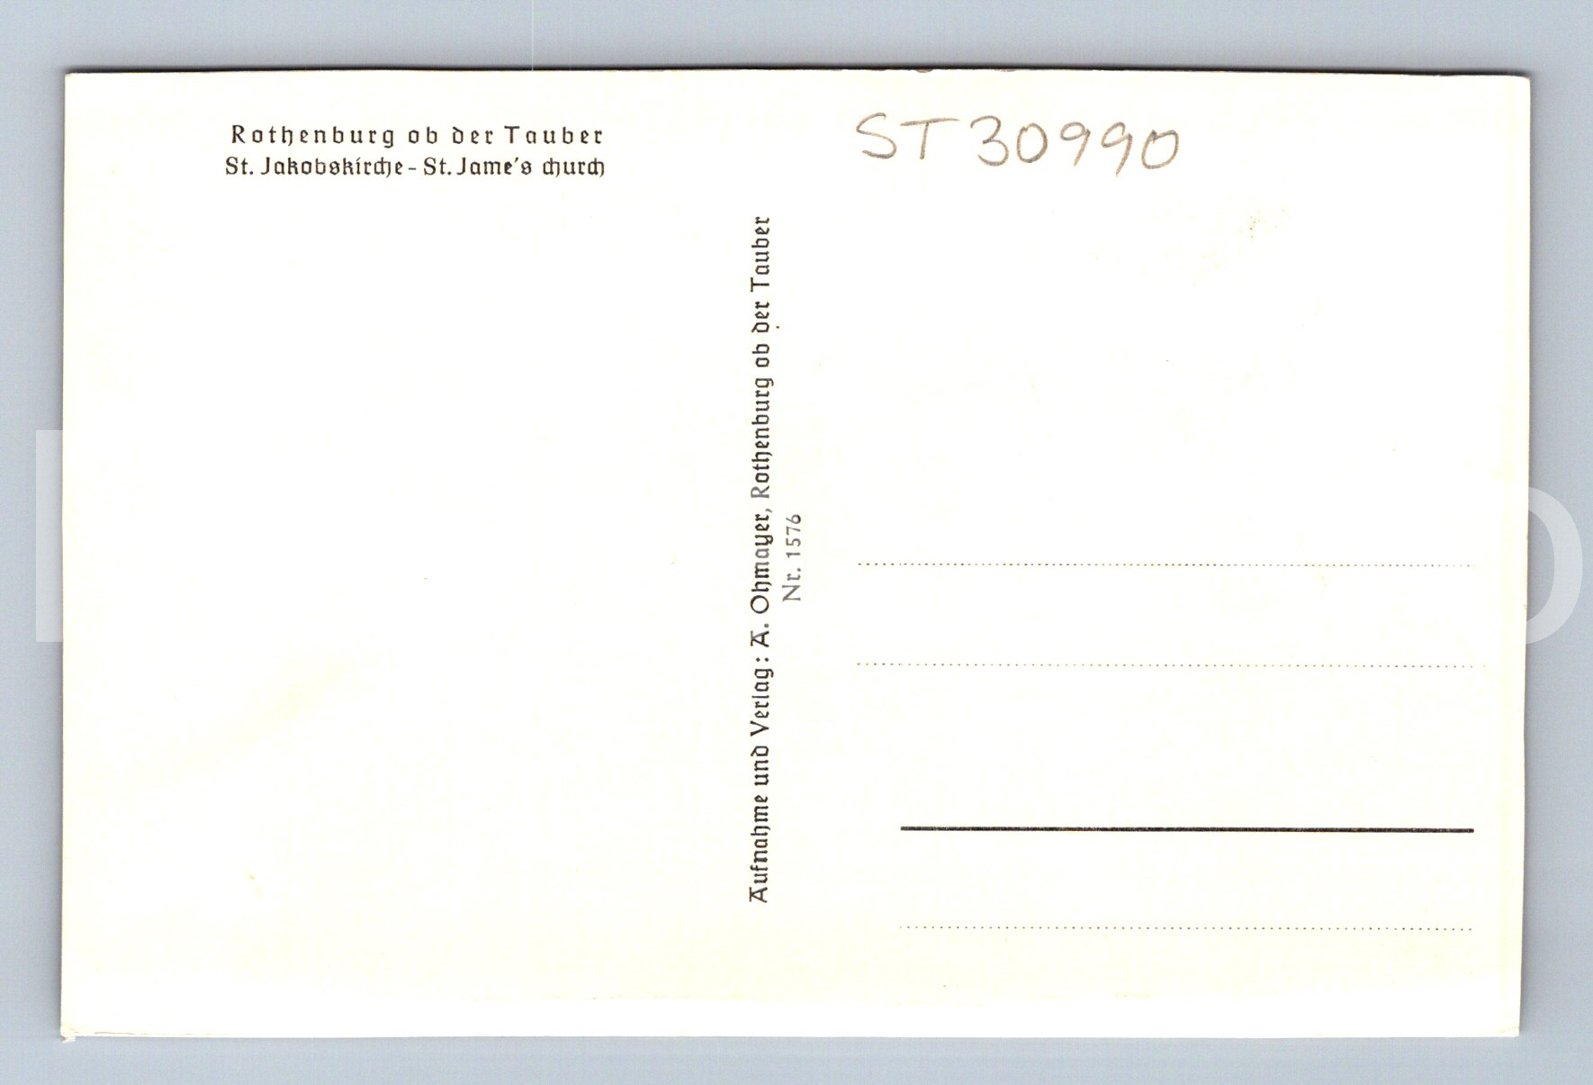 Rothenburg ob der Tauber
St. Jakobskirche - St. Jame's church
ST30990
Aufnahme und Verlag: A. Ohmayer, Rothenburg ob der Tauber
Nr. 1576